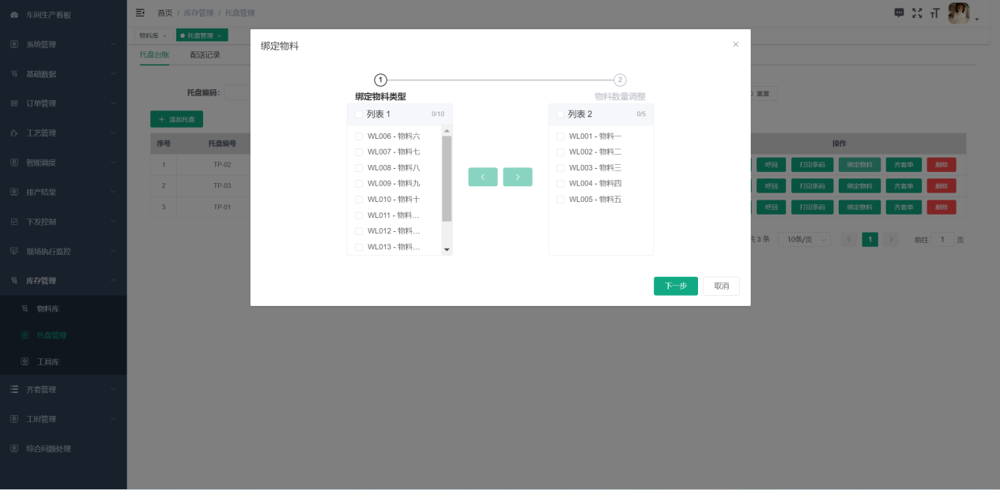 车间生产看板
系统管理
基础数据
订单管理
工艺管理
智能调度
排产结果
下发控制
现场执行监控
库存管理
物料库
托盘管理
工具库
齐套管理
工时管理
综合问题处理
首页 / 库存管理 / 托盘管理
物料库 × 托盘管理 ×
托盘台账 配送记录
托盘编码:
重置
+ 添加托盘
序号 托盘编号 操作
1 TP-02 呼回 打印条码 绑定物料 齐套单 删除
2 TP-03 呼回 打印条码 绑定物料 齐套单 删除
3 TP-01 呼回 打印条码 绑定物料 齐套单 删除
共 3 条 10条/页 < 1 > 前往 1 页
绑定物料 ×
1 2
绑定物料类型 物料数量调整
列表 1 0/10
WL006 - 物料六
WL007 - 物料七
WL008 - 物料八
WL009 - 物料九
WL010 - 物料十
WL011 - 物料...
WL012 - 物料...
WL013 - 物料...
< >
列表 2 0/5
WL001 - 物料一
WL002 - 物料二
WL003 - 物料三
WL004 - 物料四
WL005 - 物料五
下一步 取消